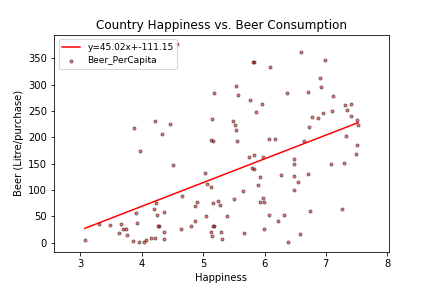 Country Happiness vs. Beer Consumption
y=45.02x+-111.15
Beer_PerCapita
Beer (Litre/purchase)
350
300
250
200
150
100
50
0
3 4 5 6 7 8
Happiness